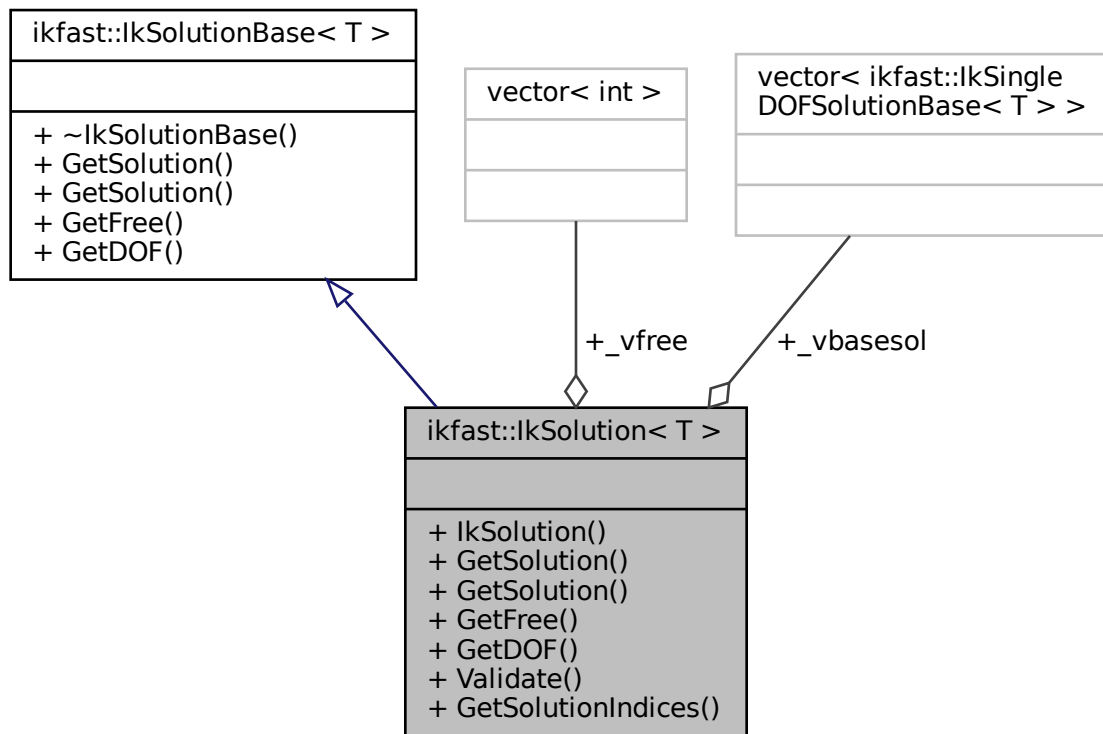 ikfast::IkSolutionBase< T >
+ ~IkSolutionBase()
+ GetSolution()
+ GetSolution()
+ GetFree()
+ GetDOF()
vector< int >
vector< ikfast::IkSingle
DOFSolutionBase< T > >
+_vfree
+_vbasesol
ikfast::IkSolution< T >
+ IkSolution()
+ GetSolution()
+ GetSolution()
+ GetFree()
+ GetDOF()
+ Validate()
+ GetSolutionIndices()